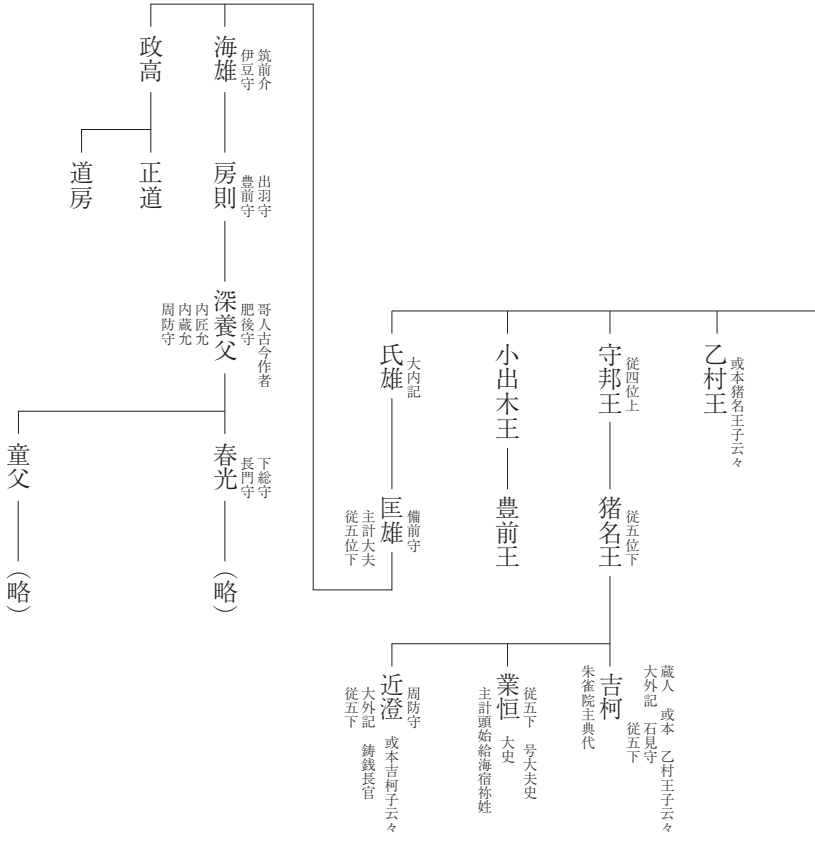 乙村王
或本猪名王子云々
守邦王
従四位上
猪名王
従五位下
吉柯
蔵人 或本 乙村王子云々
大外記 石見守
従五下
朱雀院主典代
業恒
従五下 号大夫史
大史
主計頭始給海宿祢姓
近澄
周防守
或本吉柯子云々
大外記 鋳銭長官
従五下
小出木王
豊前王
氏雄
大内記
匡雄
備前守
主計大夫
従五位下
海雄
筑前介
伊豆守
房則
出羽守
豊前守
深養父
哥人古今作者
肥後守
内匠允
内蔵允
周防守
春光
下総守
長門守
(略)
童父
(略)
政高
正道
道房